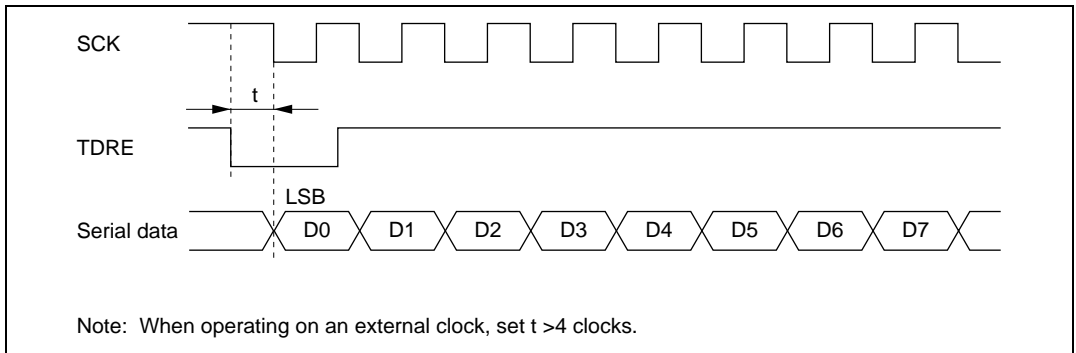 SCK
t
TDRE
LSB
Serial data D0 D1 D2 D3 D4 D5 D6 D7
Note: When operating on an external clock, set t >4 clocks.